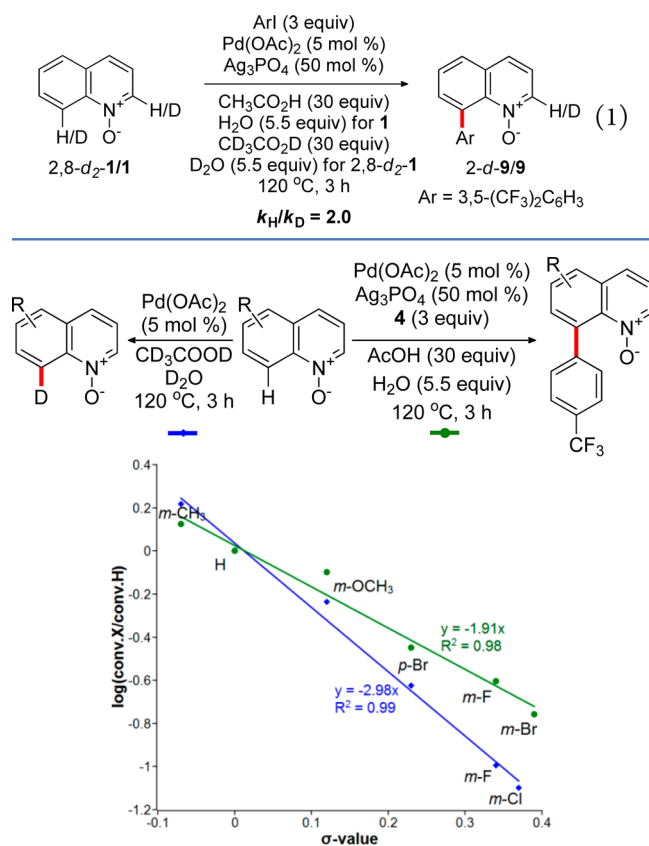 ArI (3 equiv)
Pd(OAc)2 (5 mol %)
Ag3PO4 (50 mol %)
CH3CO2H (30 equiv)
H2O (5.5 equiv) for 1
CD3CO2D (30 equiv)
D2O (5.5 equiv) for 2,8-d2-1
120 oC, 3 h
kH/kD = 2.0
N+
H/D
H/D O-
2,8-d2-1/1
N+
H/D
Ar O-
(1)
2-d-9/9
Ar = 3,5-(CF3)2C6H3
R
N+
D O-
Pd(OAc)2
(5 mol %)
CD3COOD
D2O
120 oC, 3 h
R
N+
H O-
Pd(OAc)2 (5 mol %)
Ag3PO4 (50 mol %)
4 (3 equiv)
AcOH (30 equiv)
H2O (5.5 equiv)
120 oC, 3 h
R
N+
O-
CF3
log(conv.X/conv.H)
0.4
0.2
0
-0.2
-0.4
-0.6
-0.8
-1
-1.2
m-CH3
H
m-OCH3
p-Br
m-F
m-Br
m-F
m-Cl
y = -1.91x
R2 = 0.98
y = -2.98x
R2 = 0.99
-0.1
0
0.1
0.2
0.3
0.4
σ-value